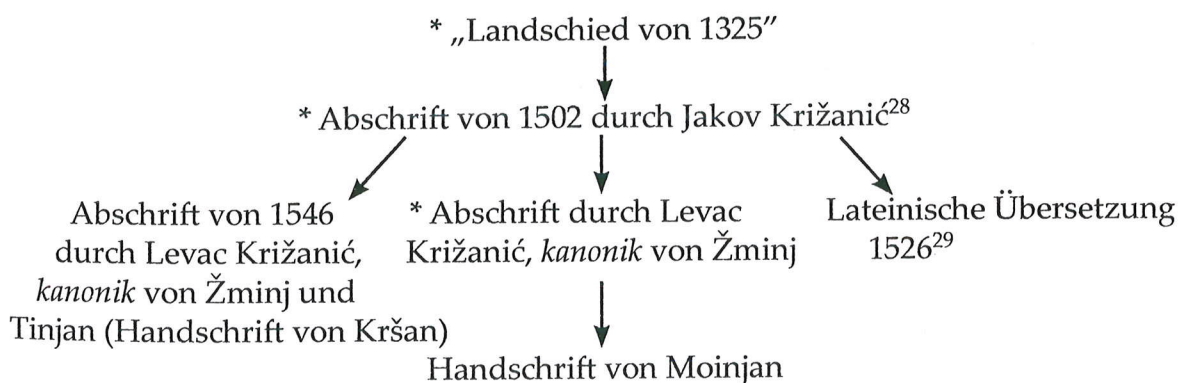 * „Landschied von 1325”
* Abschrift von 1502 durch Jakov Križanić²⁸
Abschrift von 1546
durch Levac Križanić,
kanonik von Žminj und
Tinjan (Handschrift von Kršan)
* Abschrift durch Levac
Križanić, kanonik von Žminj
Handschrift von Moinjan
Lateinische Übersetzung
1526²⁹